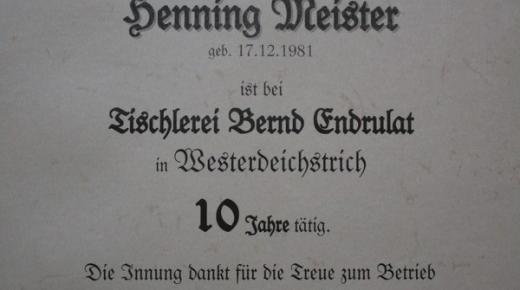 Henning Meister
geb. 17.12.1981
ist bei
Tischlerei Bernd Endrulat
in Westerdeichstrich
10 Jahre tätig.
Die Innung dankt für die Treue zum Betrieb